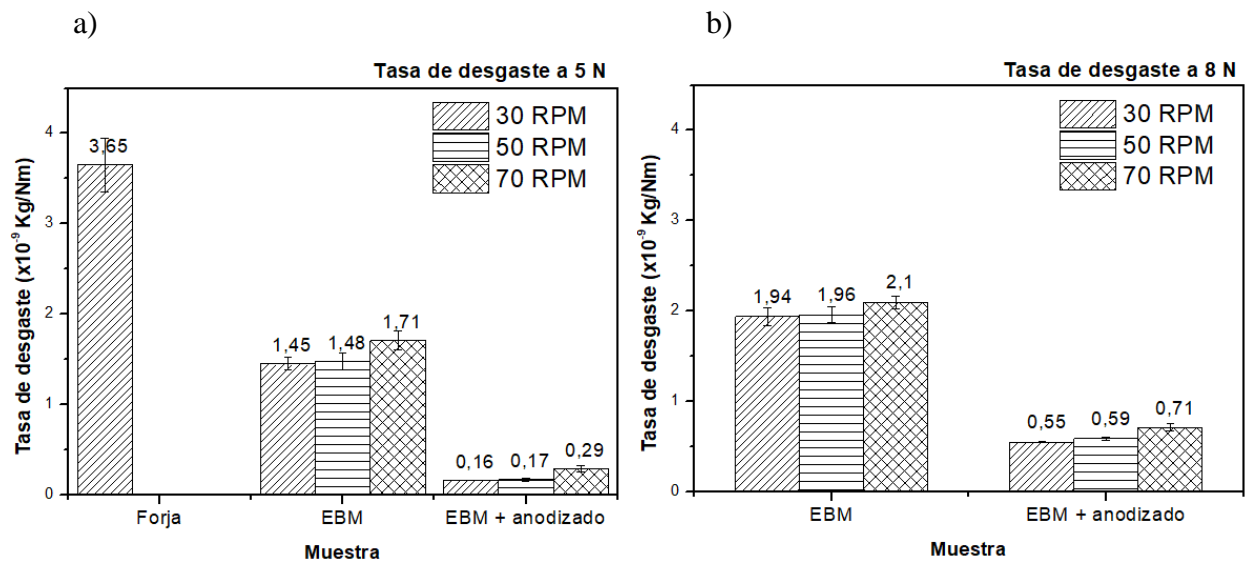 a)
Tasa de desgaste a 5 N
30 RPM
50 RPM
70 RPM
Tasa de desgaste (x10⁻⁹ Kg/Nm)
4
3
2
1
0
3,65
1,45
1,48
1,71
0,16
0,17
0,29
Forja
EBM
EBM + anodizado
Muestra
b)
Tasa de desgaste a 8 N
30 RPM
50 RPM
70 RPM
Tasa de desgaste (x10⁻⁹ Kg/Nm)
4
3
2
1
0
1,94
1,96
2,1
0,55
0,59
0,71
EBM
EBM + anodizado
Muestra